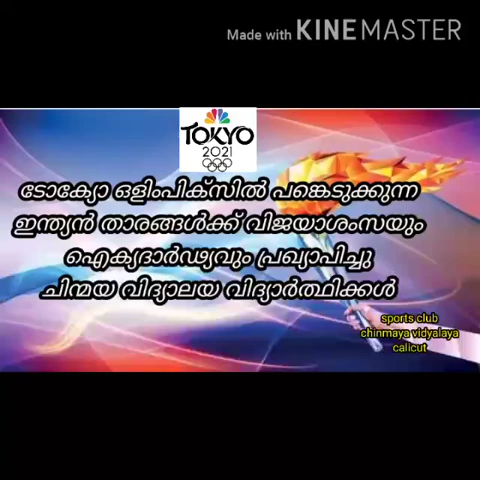 Made with KINEMASTER
TOKYO
2021
ടോക്യോ ഒളിംപിക്സിൽ പങ്കെടുക്കുന്ന
ഇന്ത്യൻ താരങ്ങൾക്ക് വിജയാശംസയും
ഐക്യദാർഢ്യവും പ്രഖ്യാപിച്ചു
ചിന്മയ വിദ്യാലയ വിദ്യാർത്ഥിക്കൾ
sports club
chinmaya vidyalaya
calicut